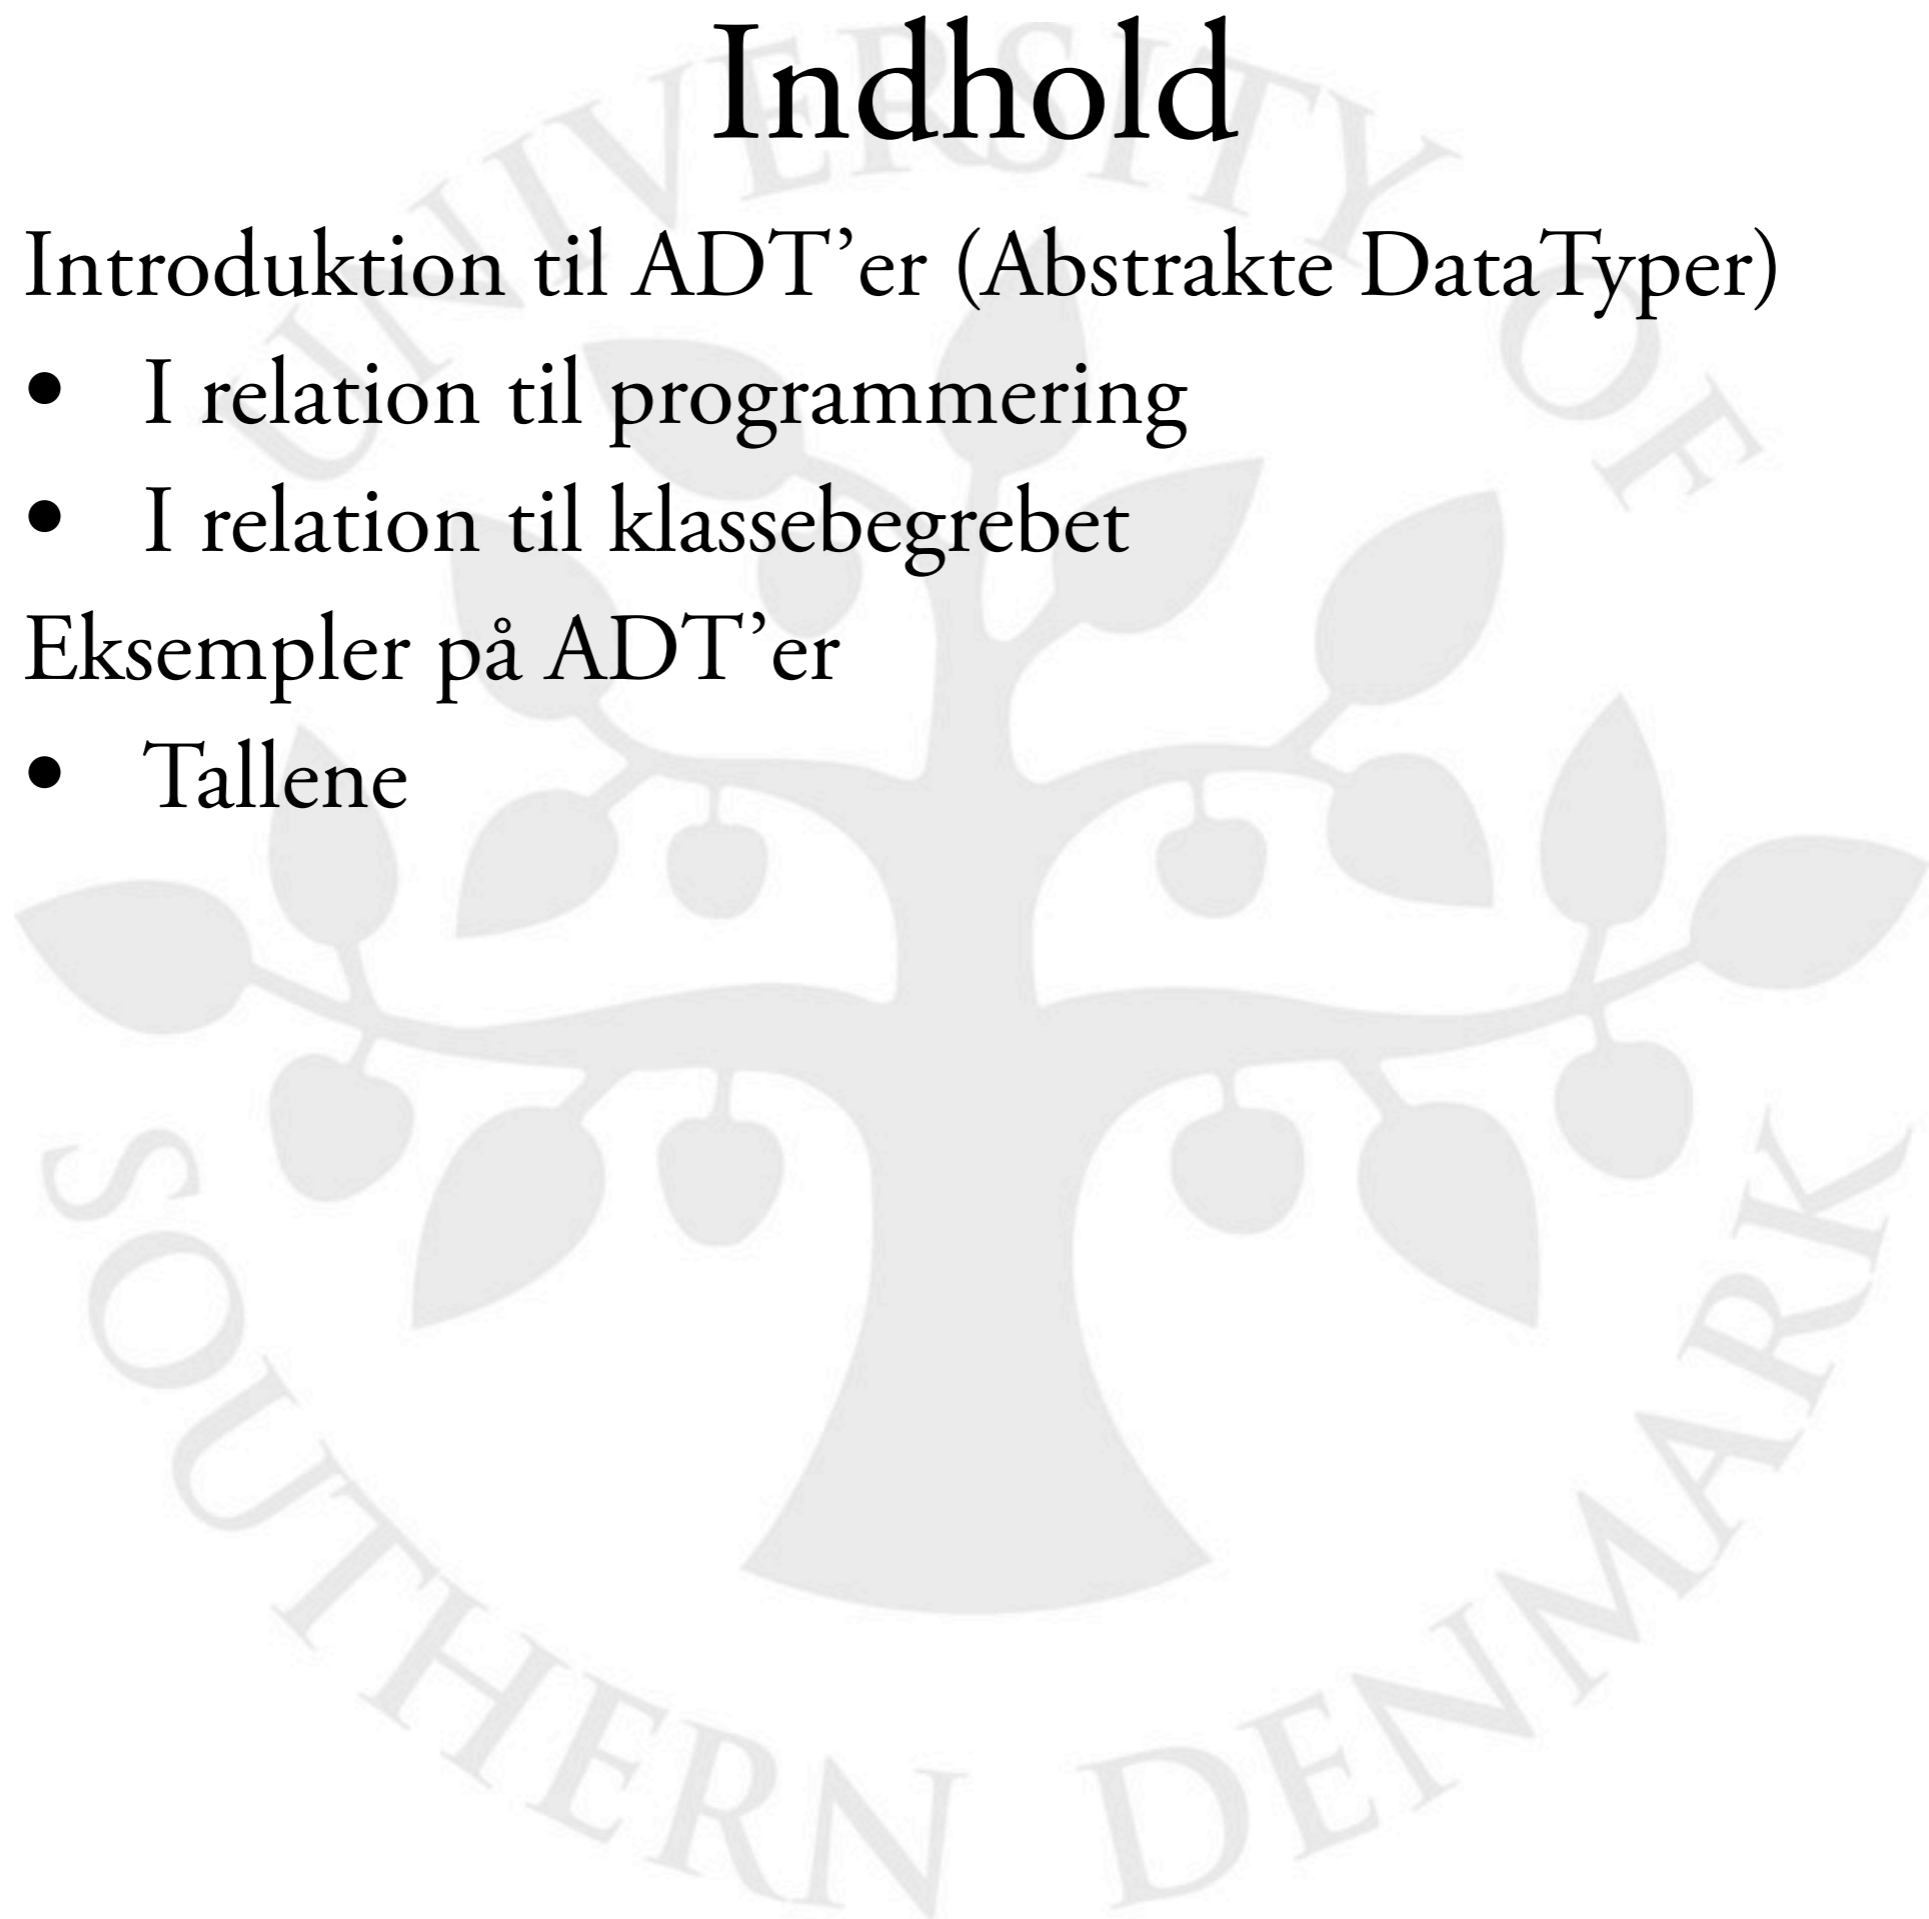 Indhold
Introduktion til ADT’er (Abstrakte DataTyper)
• I relation til programmering
• I relation til klassebegrebet
Eksempler på ADT’er
• Tallene
UNIVERSITY OF
SOUTHERN DENMARK